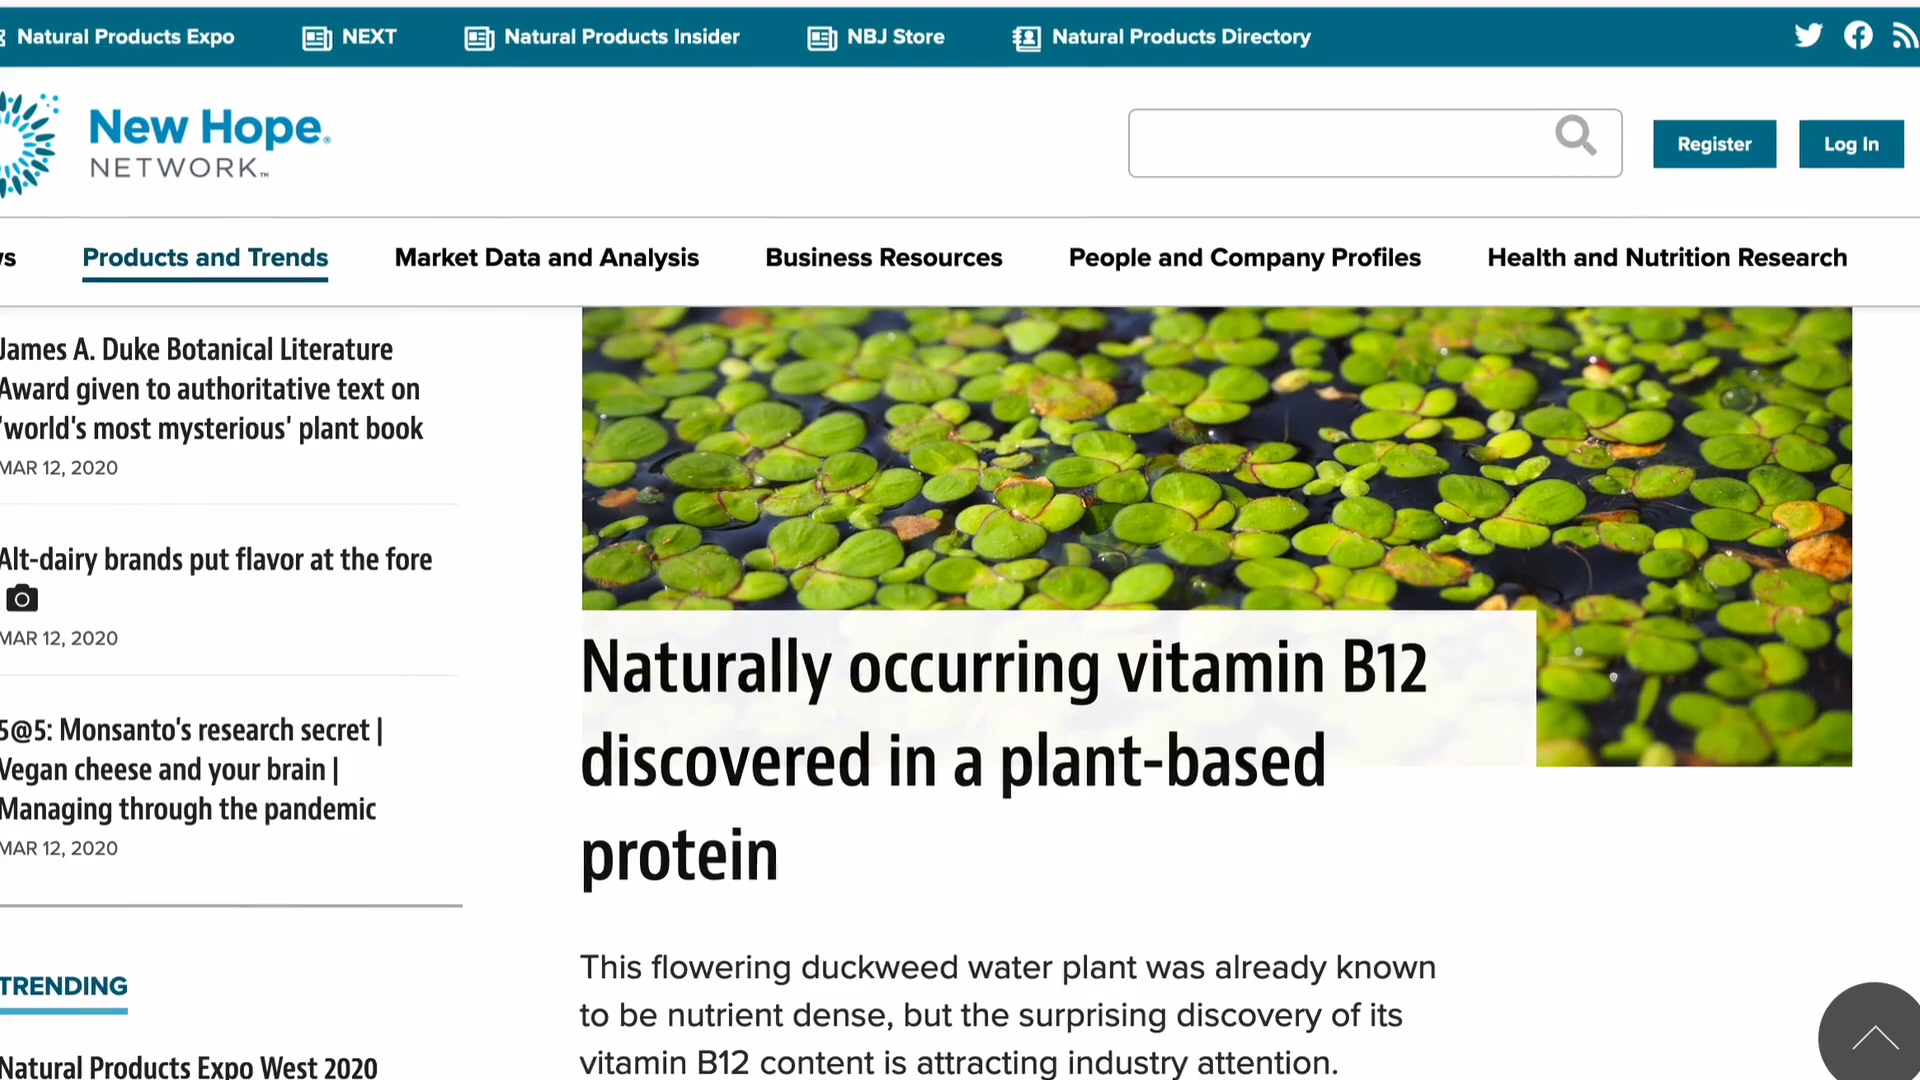 Natural Products Expo
NEXT
Natural Products Insider
NBJ Store
Natural Products Directory
New Hope®
NETWORK™
Register
Log In
Products and Trends
Market Data and Analysis
Business Resources
People and Company Profiles
Health and Nutrition Research
James A. Duke Botanical Literature
Award given to authoritative text on
'world's most mysterious' plant book
MAR 12, 2020
Alt-dairy brands put flavor at the fore
MAR 12, 2020
5@5: Monsanto's research secret |
Vegan cheese and your brain |
Managing through the pandemic
MAR 12, 2020
TRENDING
Natural Products Expo West 2020
Naturally occurring vitamin B12
discovered in a plant-based
protein
This flowering duckweed water plant was already known
to be nutrient dense, but the surprising discovery of its
vitamin B12 content is attracting industry attention.